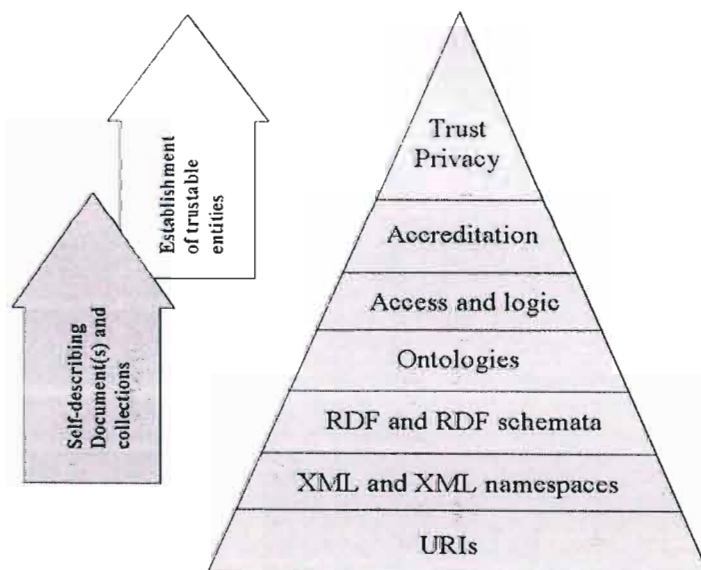 Establishment
of trustable
entities
Self-describing
Document(s) and
collections
Trust
Privacy
Accreditation
Access and logic
Ontologies
RDF and RDF schemata
XML and XML namespaces
URIs